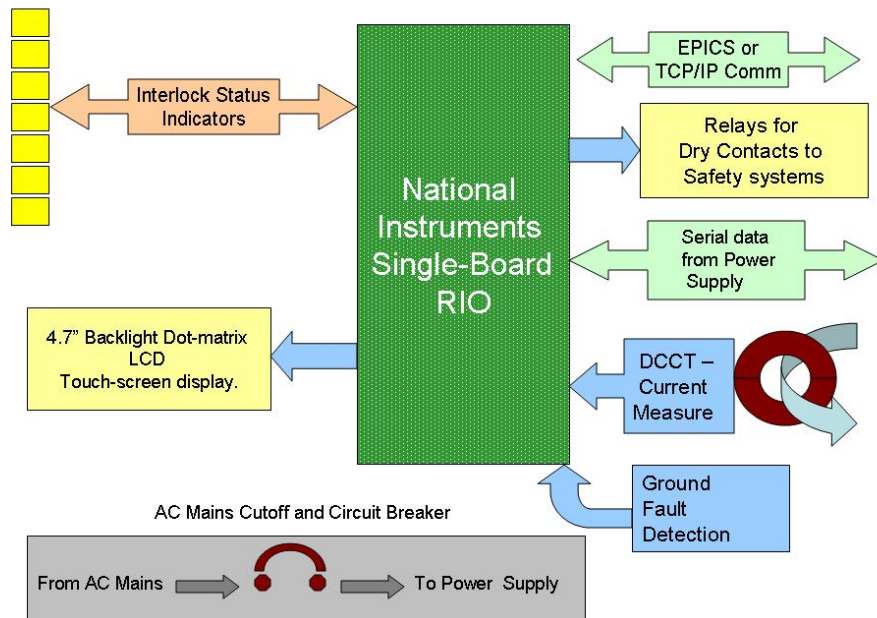 Interlock Status
Indicators
EPICS or
TCP/IP Comm
Relays for
Dry Contacts to
Safety systems
National
Instruments
Single-Board
RIO
Serial data
from Power
Supply
4.7” Backlight Dot-matrix
LCD
Touch-screen display.
DCCT –
Current
Measure
Ground
Fault
Detection
AC Mains Cutoff and Circuit Breaker
From AC Mains
To Power Supply